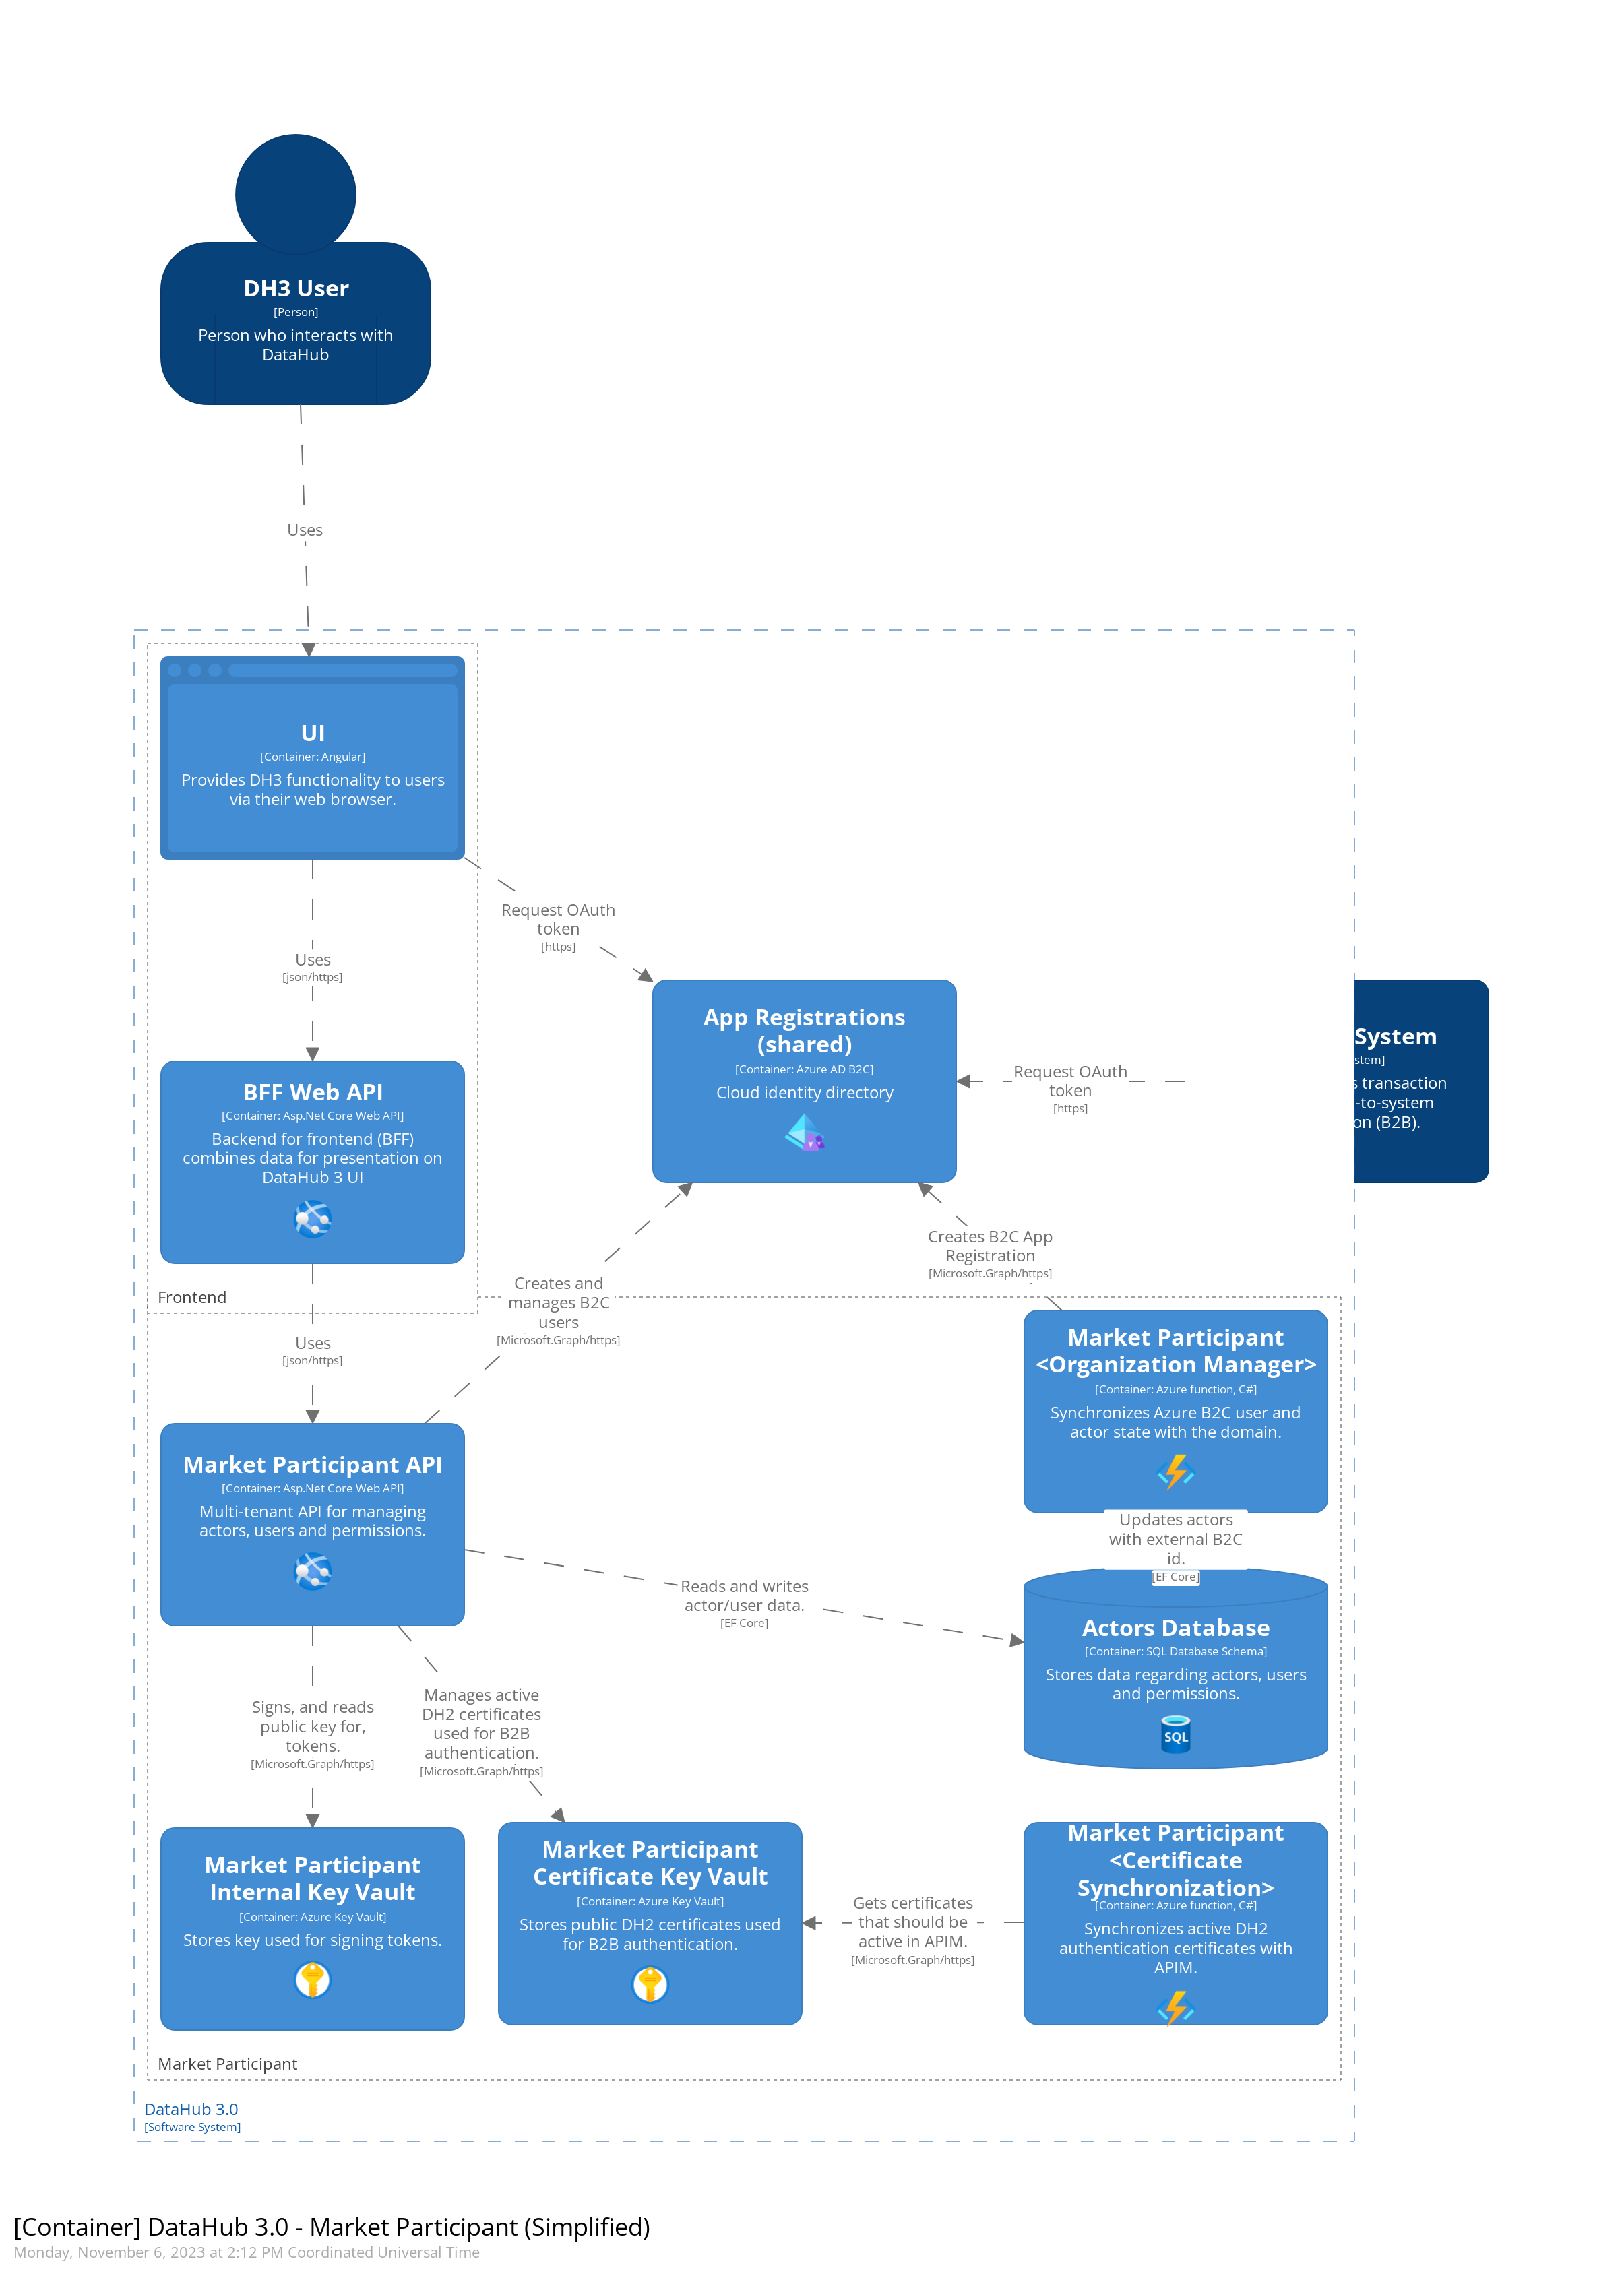 DH3 User
[Person]
Person who interacts with
DataHub
Uses
UI
[Container: Angular]
Provides DH3 functionality to users
via their web browser.
Request OAuth
token
[https]
Uses
[json/https]
App Registrations
(shared)
[Container: Azure AD B2C]
Cloud identity directory
Request OAuth
token
[https]
System
stem]
s transaction
-to-system
on (B2B).
BFF Web API
[Container: Asp.Net Core Web API]
Backend for frontend (BFF)
combines data for presentation on
DataHub 3 UI
Frontend
Creates B2C App
Registration
[Microsoft.Graph/https]
Creates and
manages B2C
users
[Microsoft.Graph/https]
Uses
[json/https]
Market Participant
<Organization Manager>
[Container: Azure function, C#]
Synchronizes Azure B2C user and
actor state with the domain.
Market Participant API
[Container: Asp.Net Core Web API]
Multi-tenant API for managing
actors, users and permissions.
Updates actors
with external B2C
id.
[EF Core]
Reads and writes
actor/user data.
[EF Core]
Actors Database
[Container: SQL Database Schema]
Stores data regarding actors, users
and permissions.
SQL
Signs, and reads
public key for,
tokens.
[Microsoft.Graph/https]
Manages active
DH2 certificates
used for B2B
authentication.
[Microsoft.Graph/https]
Market Participant
Internal Key Vault
[Container: Azure Key Vault]
Stores key used for signing tokens.
Market Participant
Certificate Key Vault
[Container: Azure Key Vault]
Stores public DH2 certificates used
for B2B authentication.
Gets certificates
that should be
active in APIM.
[Microsoft.Graph/https]
Market Participant
<Certificate
Synchronization>
[Container: Azure function, C#]
Synchronizes active DH2
authentication certificates with
APIM.
Market Participant
DataHub 3.0
[Software System]
[Container] DataHub 3.0 - Market Participant (Simplified)
Monday, November 6, 2023 at 2:12 PM Coordinated Universal Time